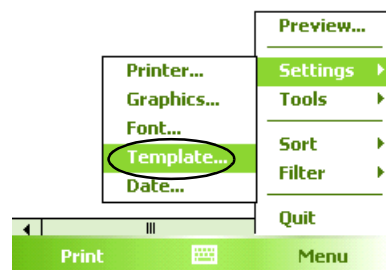 Preview...
Settings
Tools
Sort
Filter
Quit
Printer...
Graphics...
Font...
Template...
Date...
Print
Menu